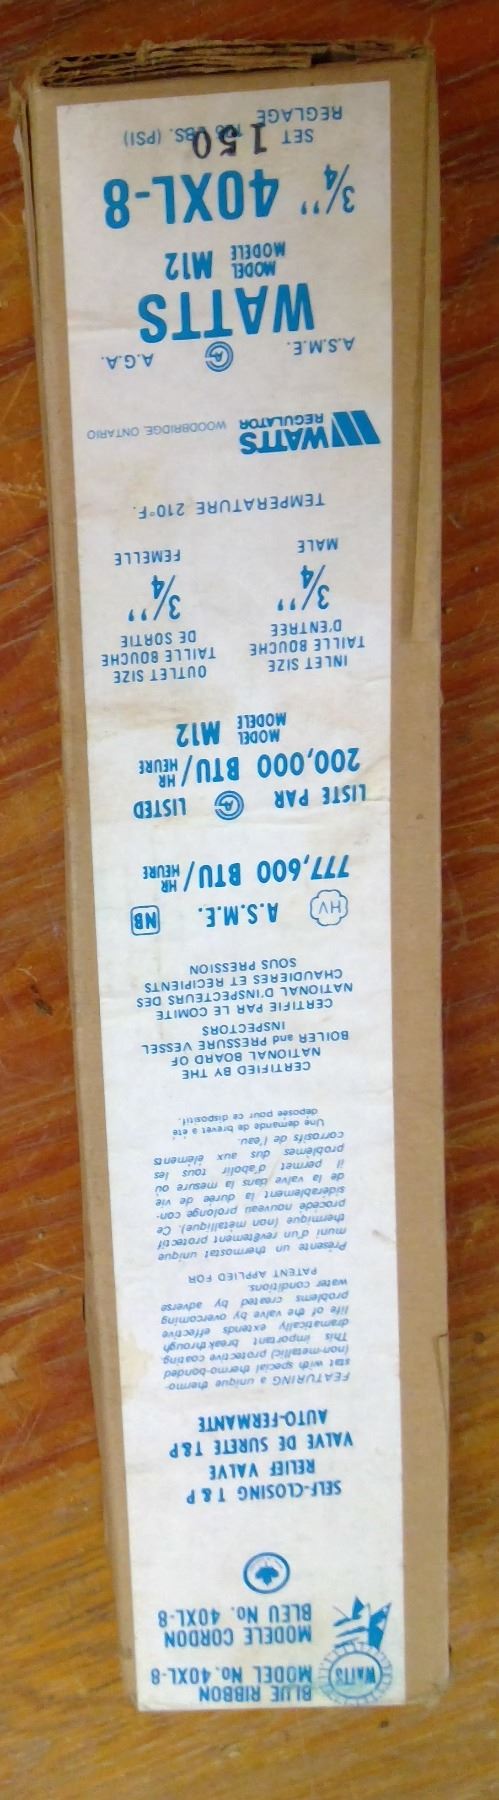 BLUE RIBBON
MODEL No. 40XL-8
MODELE CORDON
BLEU No. 40XL-8
WATTS
SELF-CLOSING T & P
RELIEF VALVE
VALVE DE SURETE T&P
AUTO-FERMANTE
FEATURING a unique thermo-
stat with special thermo-bonded
(non-metallic) protective coating.
This important breakthrough
dramatically extends effective
life of the valve by overcoming
problems created by adverse
water conditions.
PATENT APPLIED FOR
Présente un thermostat unique
muni d'un revêtement protectif
thermique (non métallique). Ce
procédé nouveau prolonge con-
sidérablement la durée de vie
de la valve dans la mesure où
il permet d'abolir tous les
problèmes dus aux éléments
corrosifs de l'eau.
Une demande de brevet a été
déposée pour ce dispositif.
CERTIFIED BY THE
NATIONAL BOARD OF
BOILER and PRESSURE VESSEL
INSPECTORS
CERTIFIE PAR LE COMITE
NATIONAL D'INSPECTEURS DES
CHAUDIERES ET RECIPIENTS
SOUS PRESSION
HV A.S.M.E. NB
777,600 BTU/HR HEURE
LISTE PAR LISTED
200,000 BTU/HR HEURE
MODEL MODELE M12
INLET SIZE
TAILLE BOUCHE
D'ENTREE
3/4"
MALE
OUTLET SIZE
TAILLE BOUCHE
DE SORTIE
3/4"
FEMELLE
TEMPERATURE 210°F.
WATTS REGULATOR WOODBRIDGE, ONTARIO
A.S.M.E. A.G.A.
WATTS
MODEL MODELE M12
3/4" 40XL-8
SET 150 LBS. (PSI)
REGLAGE